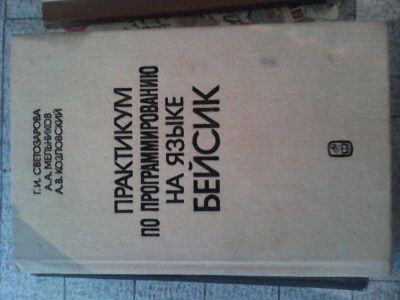 Г.И. СВЕТОЗАРОВА
А.А. МЕЛЬНИКОВ
А.В. КОЗЛОВСКИЙ
ПРАКТИКУМ
ПО ПРОГРАММИРОВАНИЮ
НА ЯЗЫКЕ
БЕЙСИК